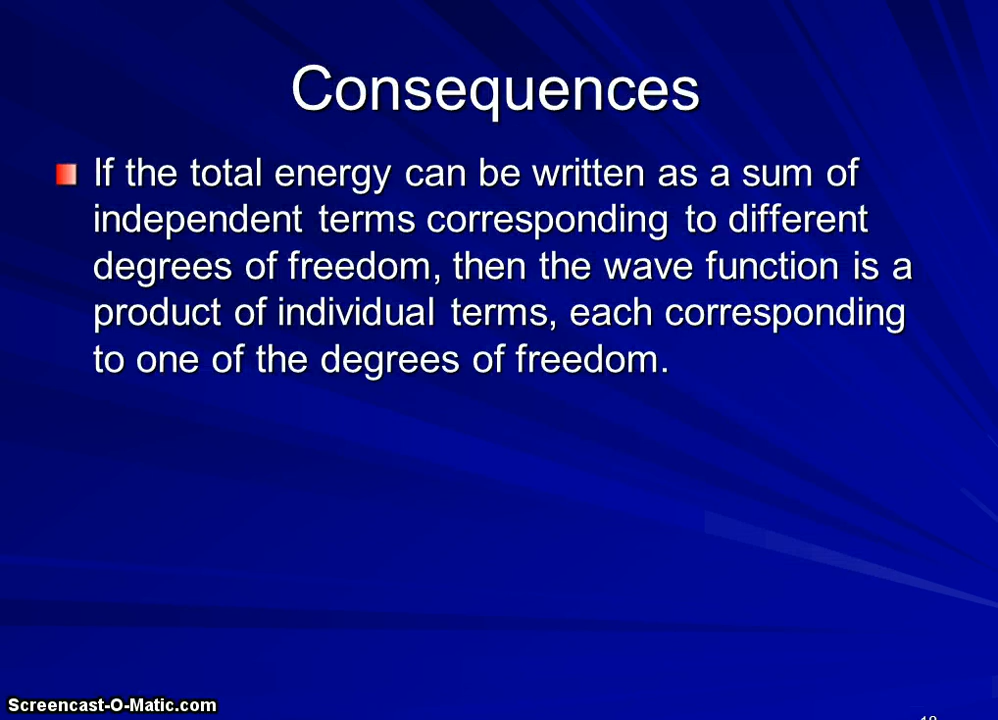 Consequences
If the total energy can be written as a sum of
independent terms corresponding to different
degrees of freedom, then the wave function is a
product of individual terms, each corresponding
to one of the degrees of freedom.
Screencast-O-Matic.com